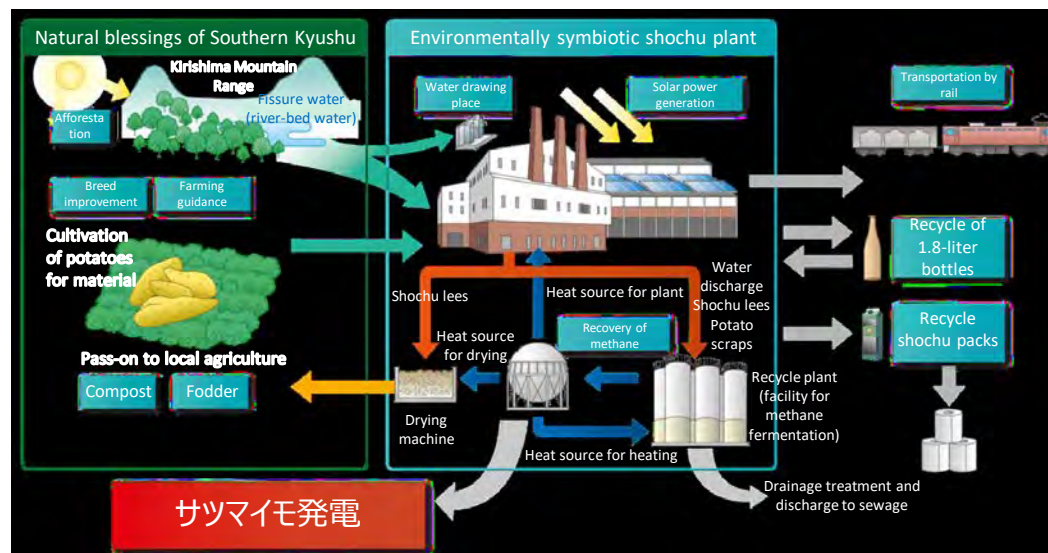 Natural blessings of Southern Kyushu
Kirishima Mountain
Range
Fissure water
(river-bed water)
Afforesta
tion
Breed
improvement
Farming
guidance
Cultivation
of potatoes
for material
Pass-on to local agriculture
Compost
Fodder
Environmentally symbiotic shochu plant
Water drawing
place
Solar power
generation
Shochu lees
Heat source for plant
Water
discharge
Shochu lees
Potato
scraps
Heat source
for drying
Recovery of
methane
Drying
machine
Recycle plant
(facility for
methane
fermentation)
Heat source for heating
Transportation by
rail
Recycle of
1.8-liter
bottles
Recycle
shochu packs
Drainage treatment and
discharge to sewage
サツマイモ発電